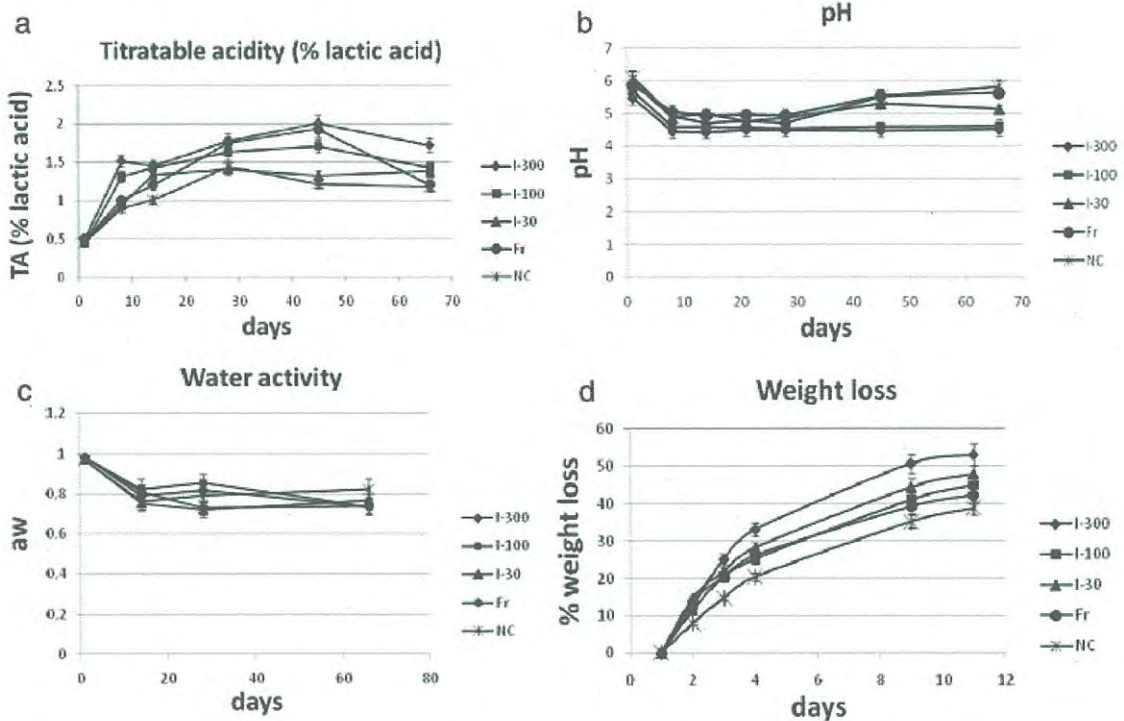 a
Titratable acidity (% lactic acid)
TA (% lactic acid)
2.5
2
1.5
1
0.5
0
0 10 20 30 40 50 60 70
days
I-300
I-100
I-30
Fr
NC
b
pH
pH
7
6
5
4
3
2
1
0
0 10 20 30 40 50 60 70
days
I-300
I-100
I-30
Fr
NC
c
Water activity
aw
1.2
1
0.8
0.6
0.4
0.2
0
0 20 40 60 80
days
I-300
I-100
I-30
Fr
NC
d
Weight loss
% weight loss
60
50
40
30
20
10
0
0 2 4 6 8 10 12
days
I-300
I-100
I-30
Fr
NC